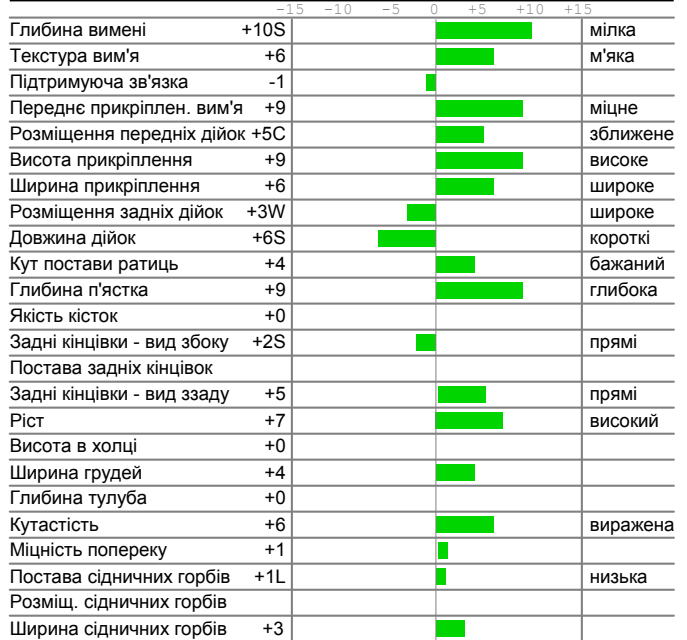 -15 -10 -5 0 +5 +10 +15
Глибина вимені +10S мілка
Текстура вим'я +6 м'яка
Підтримуюча зв'язка -1
Переднє прикріплен. вим'я +9 міцне
Розміщення передніх дійок +5C зближене
Висота прикріплення +9 високе
Ширина прикріплення +6 широке
Розміщення задніх дійок +3W широке
Довжина дійок +6S короткі
Кут постави ратиць +4 бажаний
Глибина п'ястка +9 глибока
Якість кісток +0
Задні кінцівки - вид збоку +2S прямі
Постава задніх кінцівок
Задні кінцівки - вид ззаду +5 прямі
Ріст +7 високий
Висота в холці +0
Ширина грудей +4
Глибина тулуба +0
Кутастість +6 виражена
Міцність попереку +1
Постава сідничних горбів +1L низька
Розміщ. сідничних горбів
Ширина сідничних горбів +3